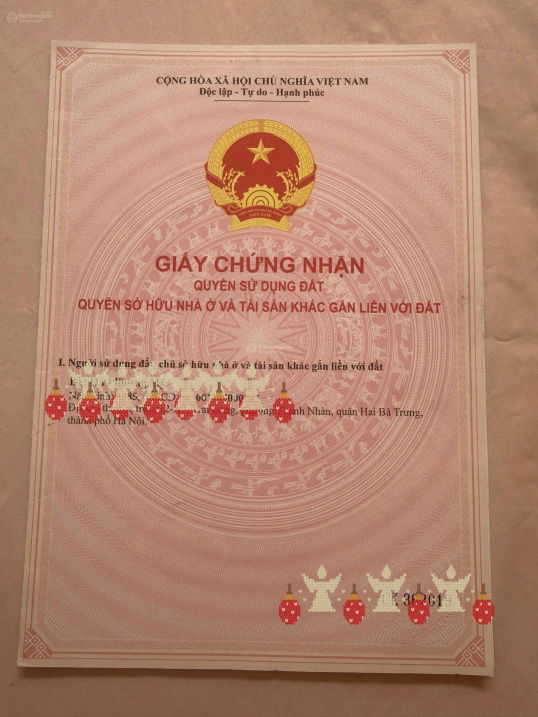 CỘNG HÒA XÃ HỘI CHỦ NGHĨA VIỆT NAM
Độc lập - Tự do - Hạnh phúc
VIỆT NAM
GIẤY CHỨNG NHẬN
QUYỀN SỬ DỤNG ĐẤT
QUYỀN SỞ HỮU NHÀ Ở VÀ TÀI SẢN KHÁC GẮN LIỀN VỚI ĐẤT
I. Người sử dụng đất, chủ sở hữu nhà ở và tài sản khác gắn liền với đất
Nhàn, quận Hai Bà Trưng,
thành phố Hà Nội.